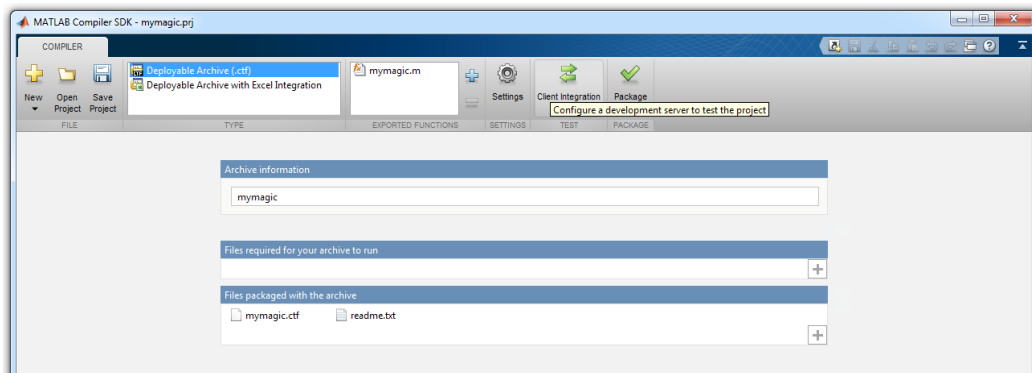 MATLAB Compiler SDK - mymagic.prj
COMPILER
New
Open
Project
Save
Project
FILE
Deployable Archive (.ctf)
Deployable Archive with Excel Integration
TYPE
mymagic.m
EXPORTED FUNCTIONS
Settings
SETTINGS
Client Integration
TEST
Package
PACKAGE
Configure a development server to test the project
Archive information
mymagic
Files required for your archive to run
Files packaged with the archive
mymagic.ctf
readme.txt